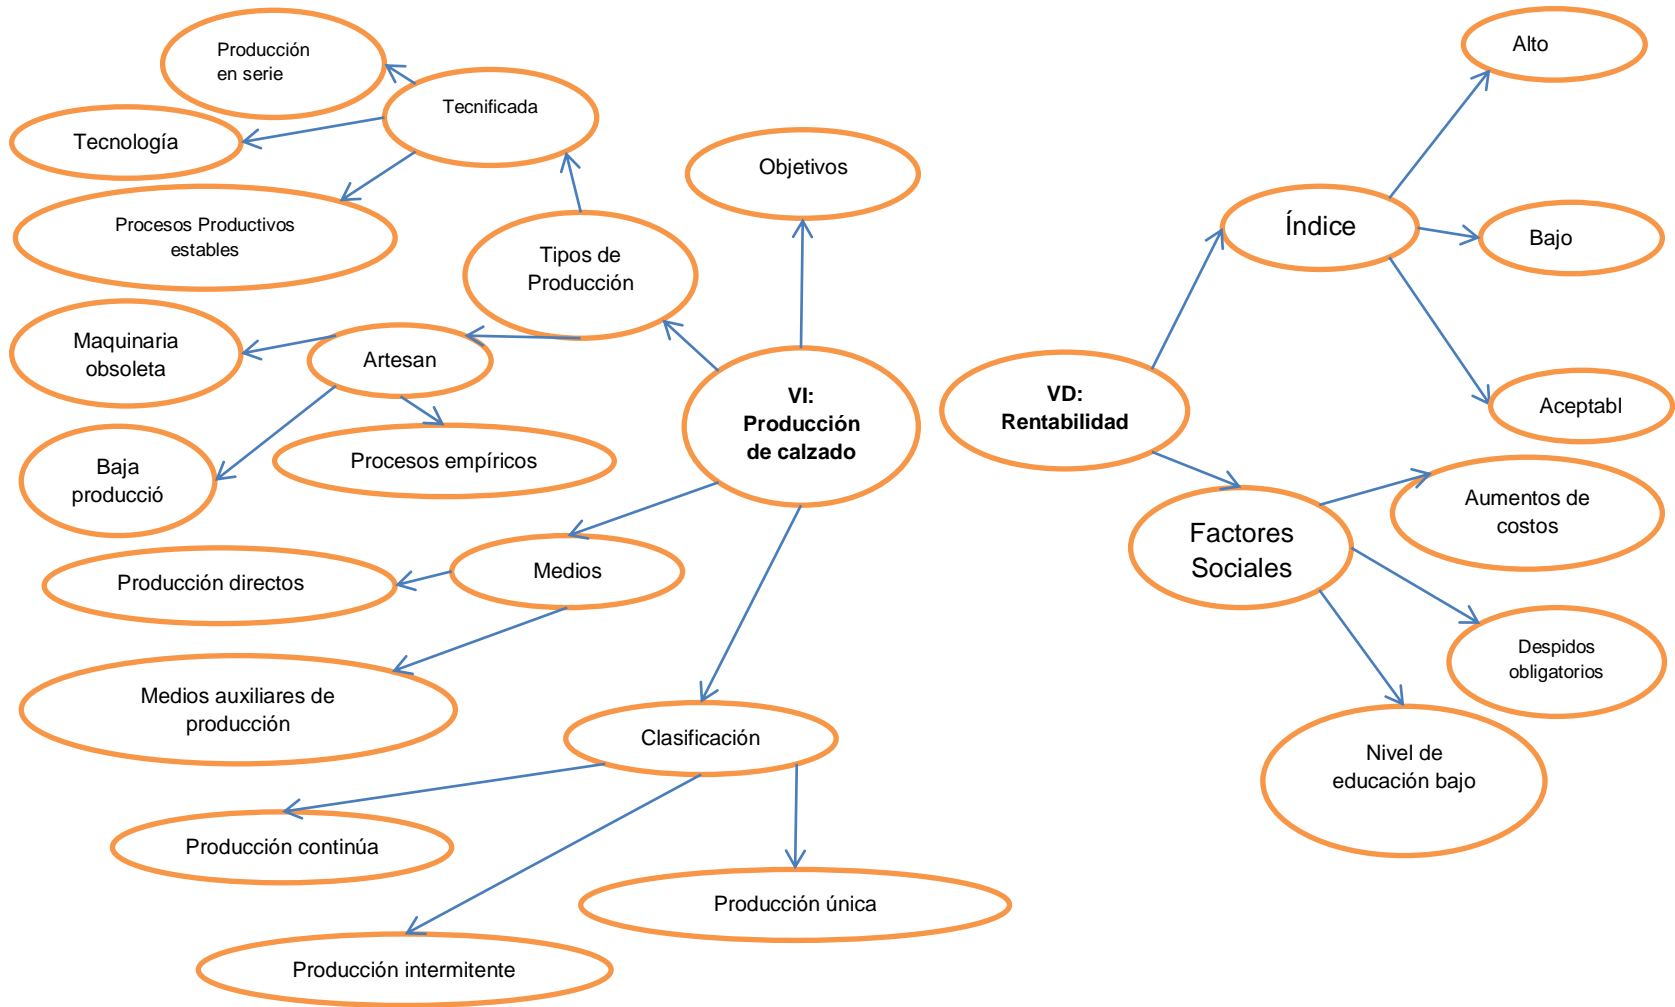 Producción
en serie
Tecnificada
Tecnología
Procesos Productivos
estables
Tipos de
Producción
Objetivos
Maquinaria
obsoleta
Artesan
Baja
producció
Procesos empíricos
VI:
Producción
de calzado
Medios
Producción directos
Medios auxiliares de
producción
Clasificación
Producción continúa
Producción única
Producción intermitente
VD:
Rentabilidad
Índice
Alto
Bajo
Aceptabl
Factores
Sociales
Aumentos de
costos
Despidos
obligatorios
Nivel de
educación bajo